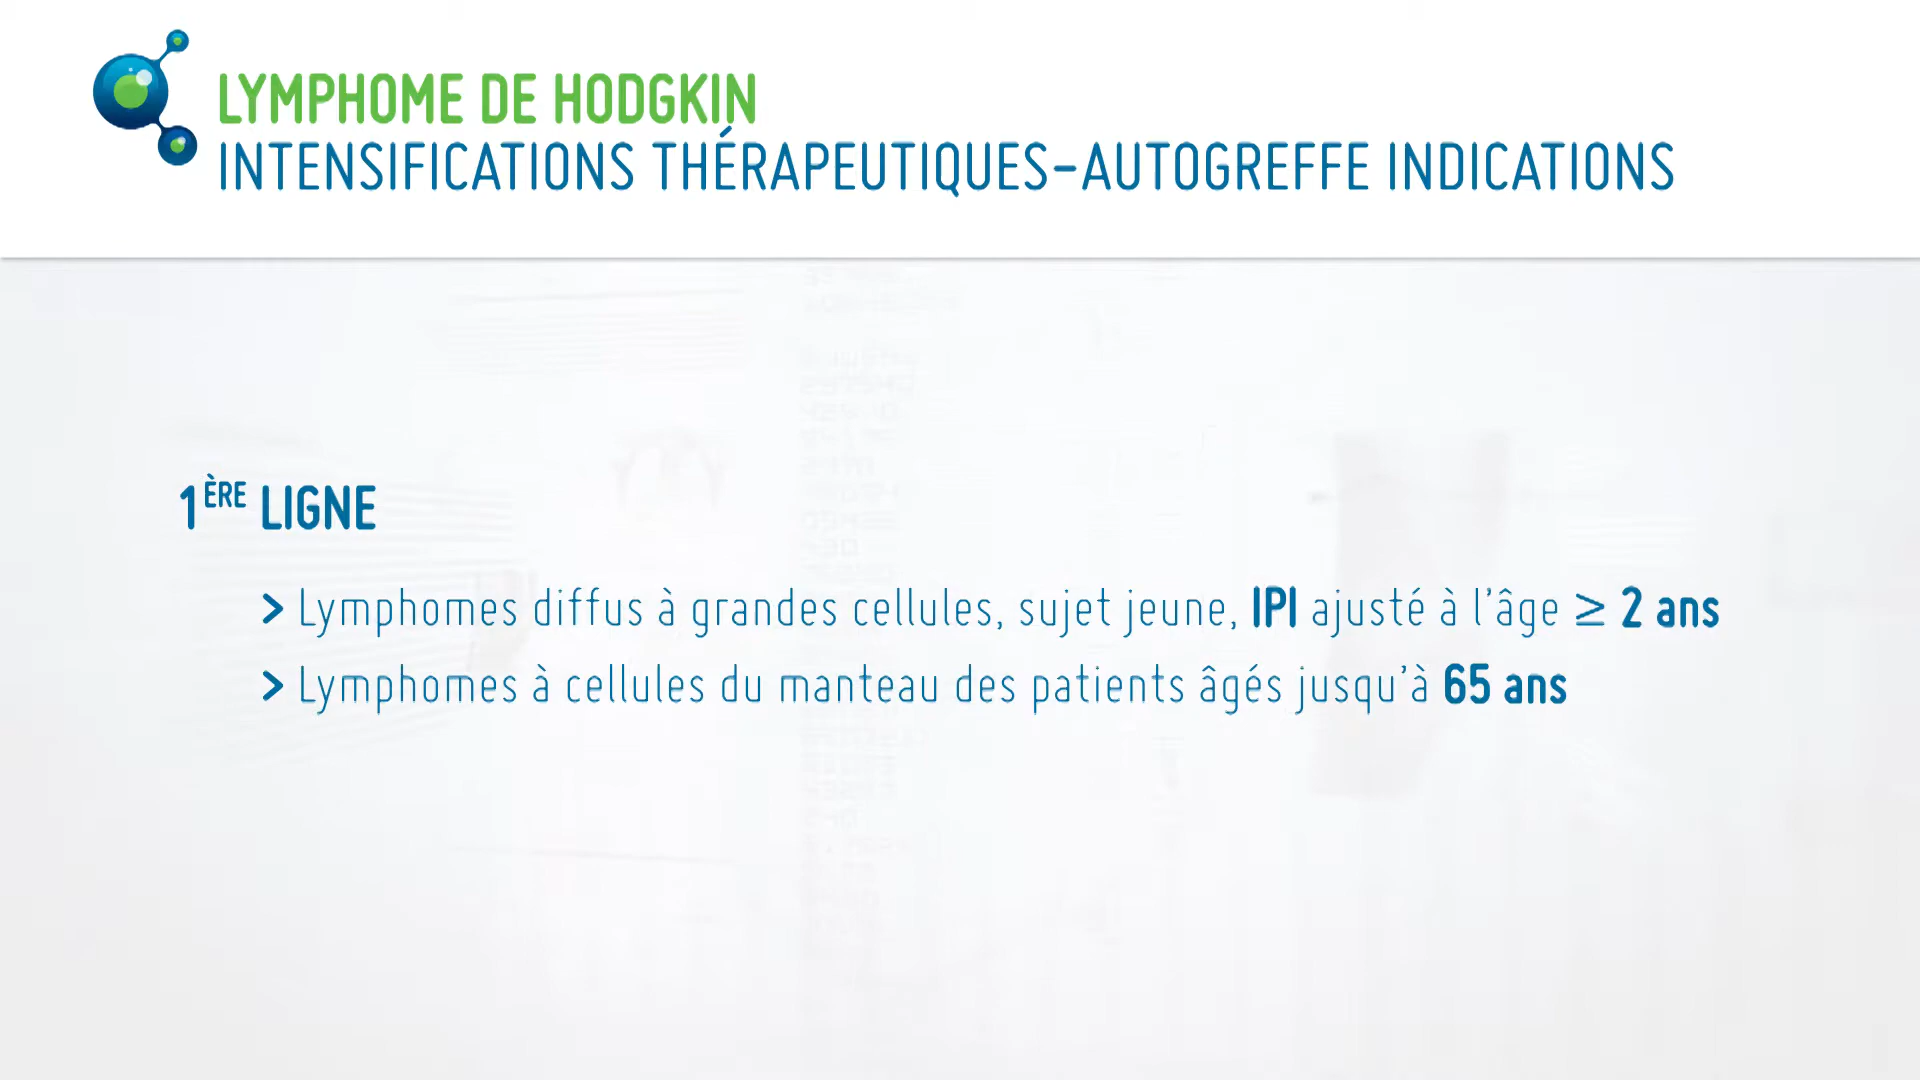 LYMPHOME DE HODGKIN
INTENSIFICATIONS THÉRAPEUTIQUES-AUTOGREFFE INDICATIONS
1ÈRE LIGNE
> Lymphomes diffus à grandes cellules, sujet jeune, IPI ajusté à l'âge ≥ 2 ans
> Lymphomes à cellules du manteau des patients âgés jusqu'à 65 ans